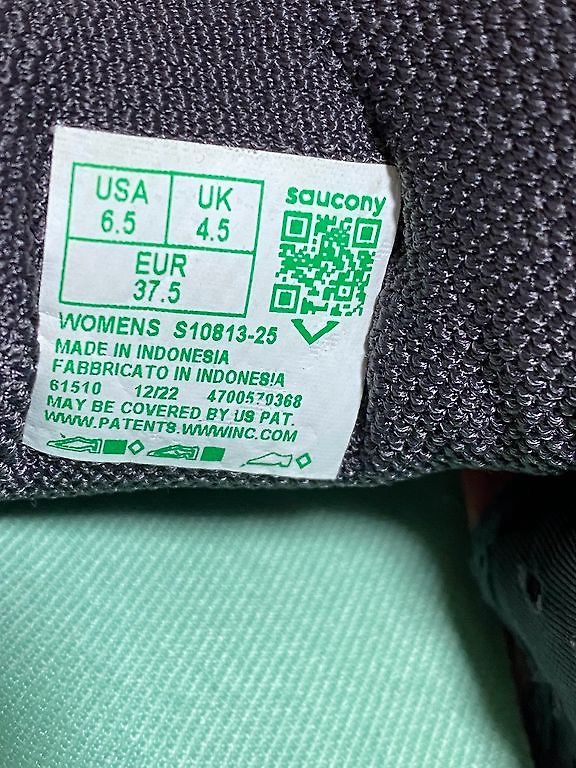 USA UK
6.5 4.5
EUR
37.5
saucony
WOMENS S10813-25
MADE IN INDONESIA
FABBRICATO IN INDONESIA
61510 12/22 4700570368
MAY BE COVERED BY US PAT.
WWW.PATENTS.WWWINC.COM